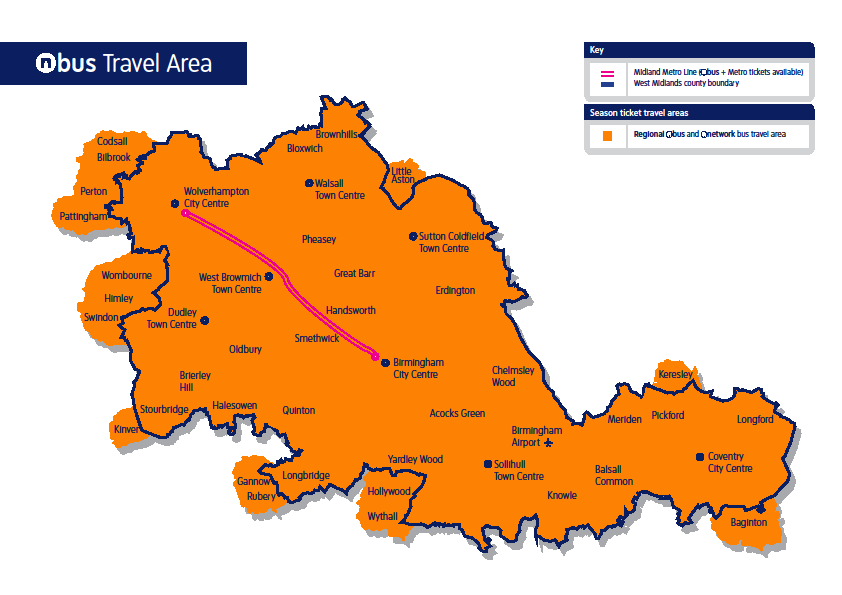 nbus Travel Area
Key
Midland Metro Line (nbus + Metro tickets available)
West Midlands county boundary
Season ticket travel areas
Regional nbus and nnetwork bus travel area
Brownhills
Bloxwich
Codsall
Bilbrook
Little
Aston
Perton
Pattingham
Wolverhampton
City Centre
Walsall
Town Centre
Pheasey
Sutton Coldfield
Town Centre
Wombourne
Himley
Swindon
West Browmich
Town Centre
Great Barr
Erdington
Dudley
Town Centre
Handsworth
Smethwick
Oldbury
Birmingham
City Centre
Brierley
Hill
Chelmsley
Wood
Keresley
Stourbridge
Halesowen
Quinton
Acocks Green
Meriden
Pickford
Longford
Kinver
Birmingham
Airport
Yardley Wood
Sollihull
Town Centre
Balsall
Common
Coventry
City Centre
Gannow
Rubery
Longbridge
Hollywood
Wythall
Knowle
Baginton